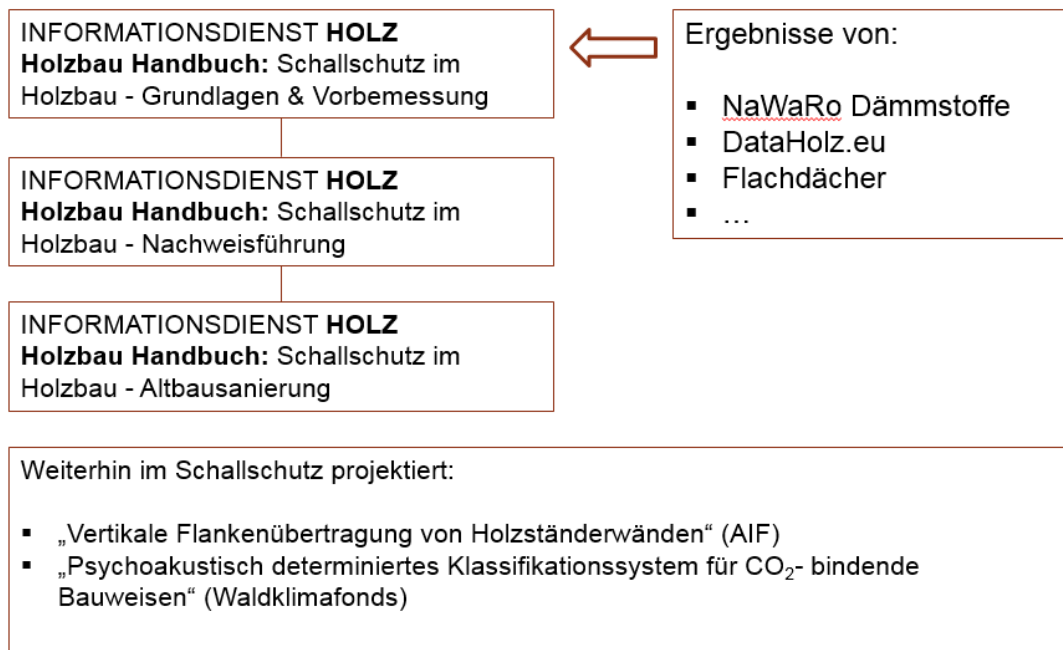 INFORMATIONSDIENST HOLZ
Holzbau Handbuch: Schallschutz im
Holzbau - Grundlagen & Vorbemessung
INFORMATIONSDIENST HOLZ
Holzbau Handbuch: Schallschutz im
Holzbau - Nachweisführung
INFORMATIONSDIENST HOLZ
Holzbau Handbuch: Schallschutz im
Holzbau - Altbausanierung
Ergebnisse von:
▪ NaWaRo Dämmstoffe
▪ DataHolz.eu
▪ Flachdächer
▪ …
Weiterhin im Schallschutz projektiert:
▪ „Vertikale Flankenübertragung von Holzständerwänden“ (AIF)
▪ „Psychoakustisch determiniertes Klassifikationssystem für CO₂- bindende
Bauweisen“ (Waldklimafonds)